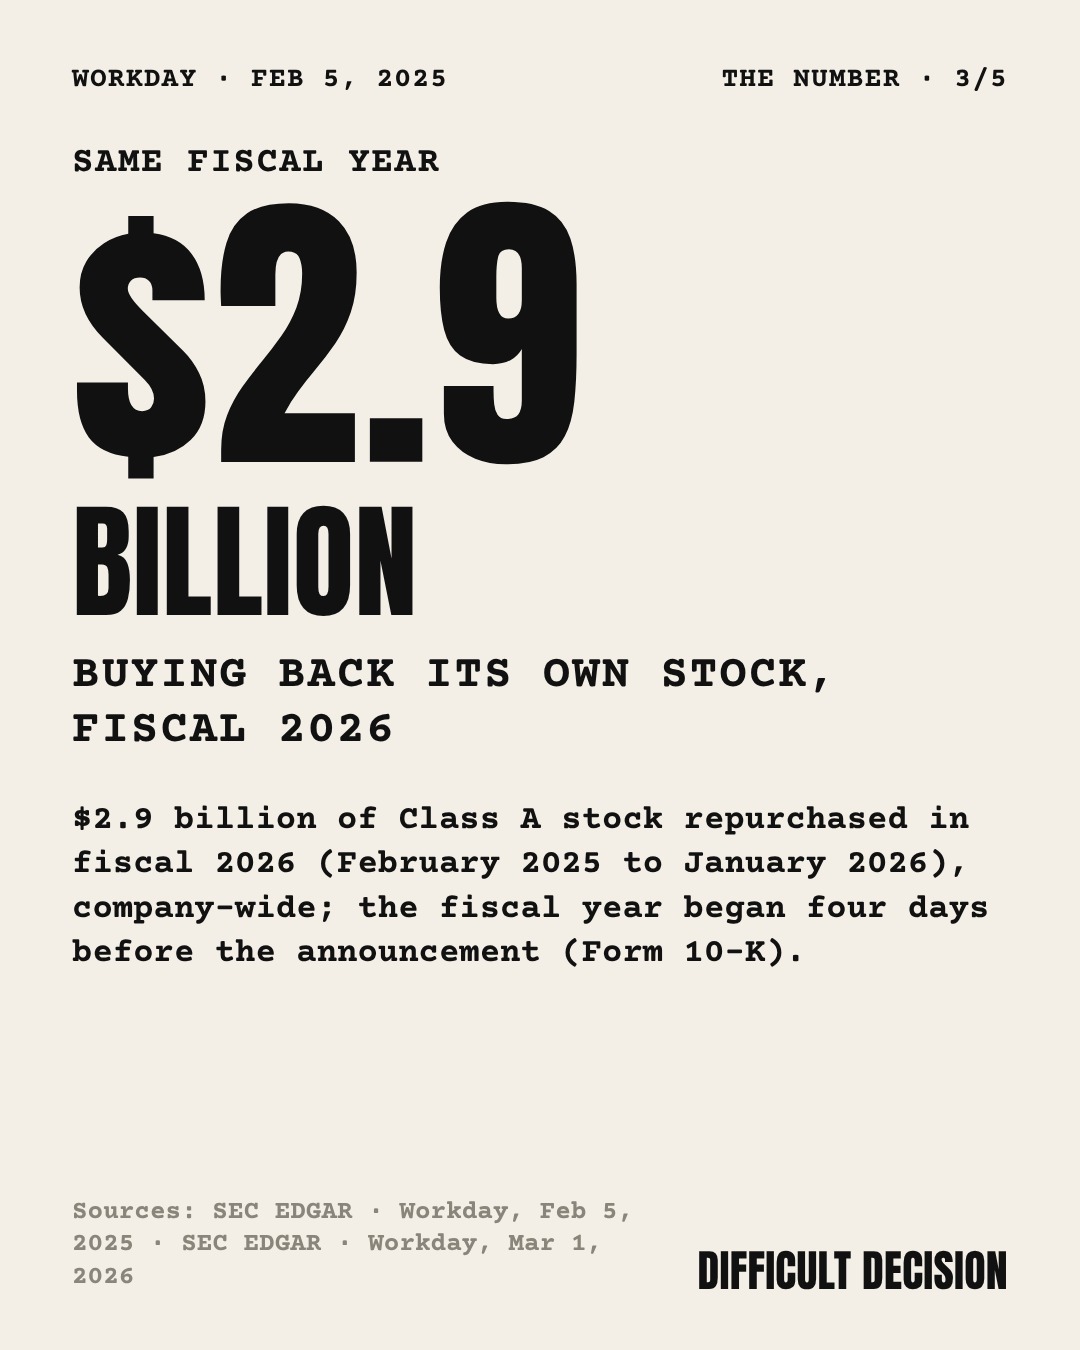 WORKDAY · FEB 5, 2025
THE NUMBER · 3/5
SAME FISCAL YEAR
$2.9
BILLION
BUYING BACK ITS OWN STOCK,
FISCAL 2026
$2.9 billion of Class A stock repurchased in
fiscal 2026 (February 2025 to January 2026),
company-wide; the fiscal year began four days
before the announcement (Form 10-K).
Sources: SEC EDGAR · Workday, Feb 5,
2025 · SEC EDGAR · Workday, Mar 1,
2026
DIFFICULT DECISION